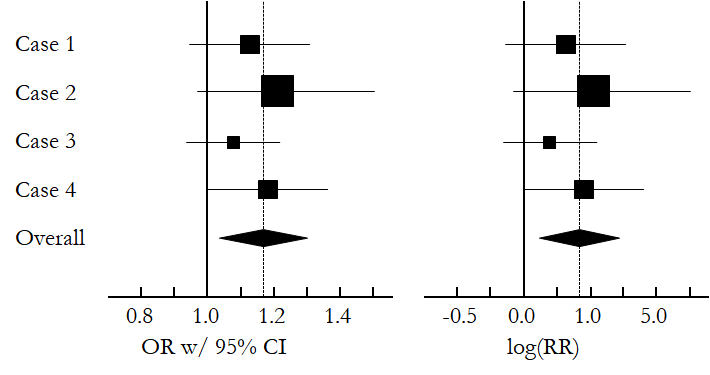 Case 1
Case 2
Case 3
Case 4
Overall
0.8 1.0 1.2 1.4
OR w/ 95% CI
-0.5 0.0 1.0 5.0
log(RR)